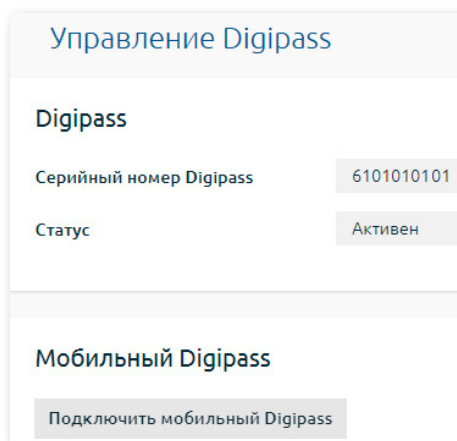 Управление Digipass
Digipass
Серийный номер Digipass 6101010101
Статус Активен
Мобильный Digipass
Подключить мобильный Digipass